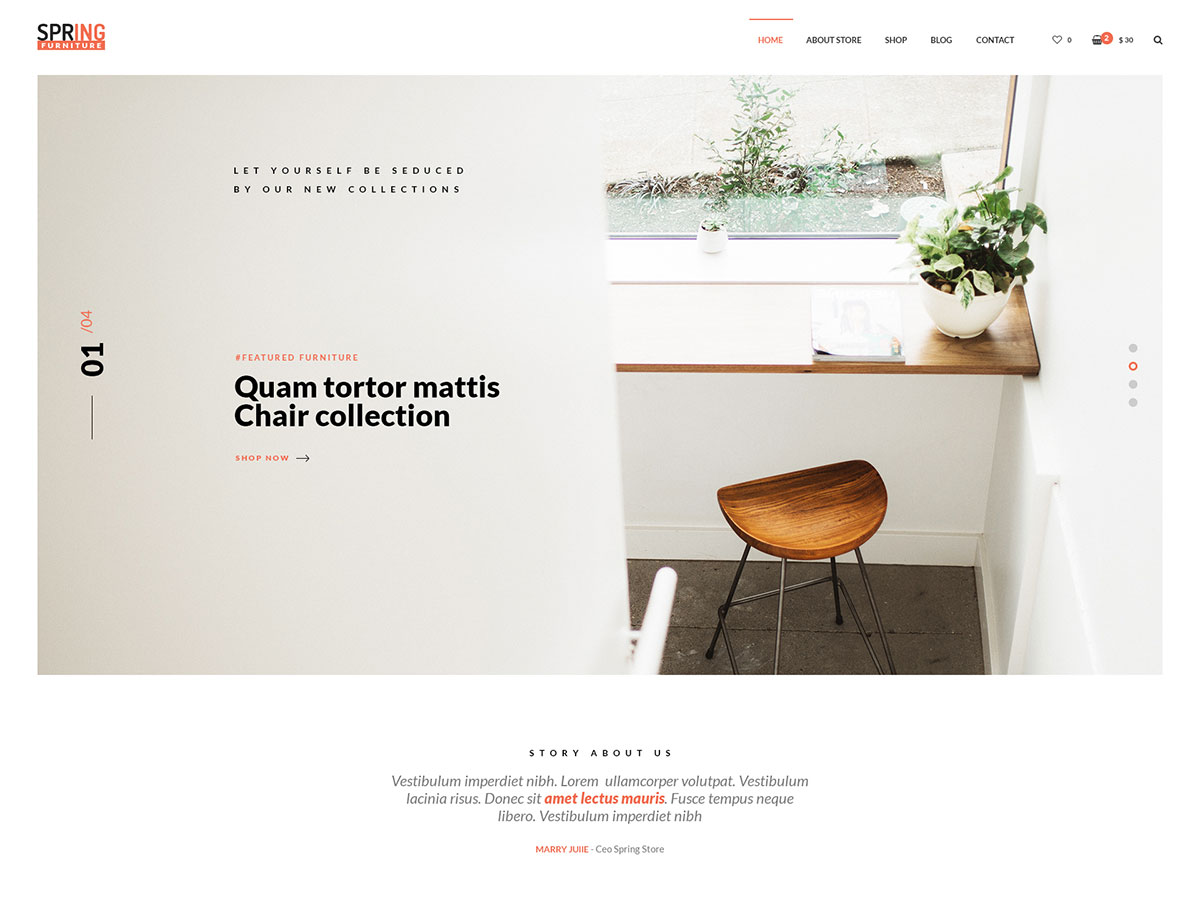 SPRING
FURNITURE
HOME ABOUT STORE SHOP BLOG CONTACT 0 2 $ 30
LET YOURSELF BE SEDUCED
BY OUR NEW COLLECTIONS
01 /04
#FEATURED FURNITURE
Quam tortor mattis
Chair collection
SHOP NOW
STORY ABOUT US
Vestibulum imperdiet nibh. Lorem ullamcorper volutpat. Vestibulum
lacinia risus. Donec sit amet lectus mauris. Fusce tempus neque
libero. Vestibulum imperdiet nibh
MARRY JUIIE - Ceo Spring Store